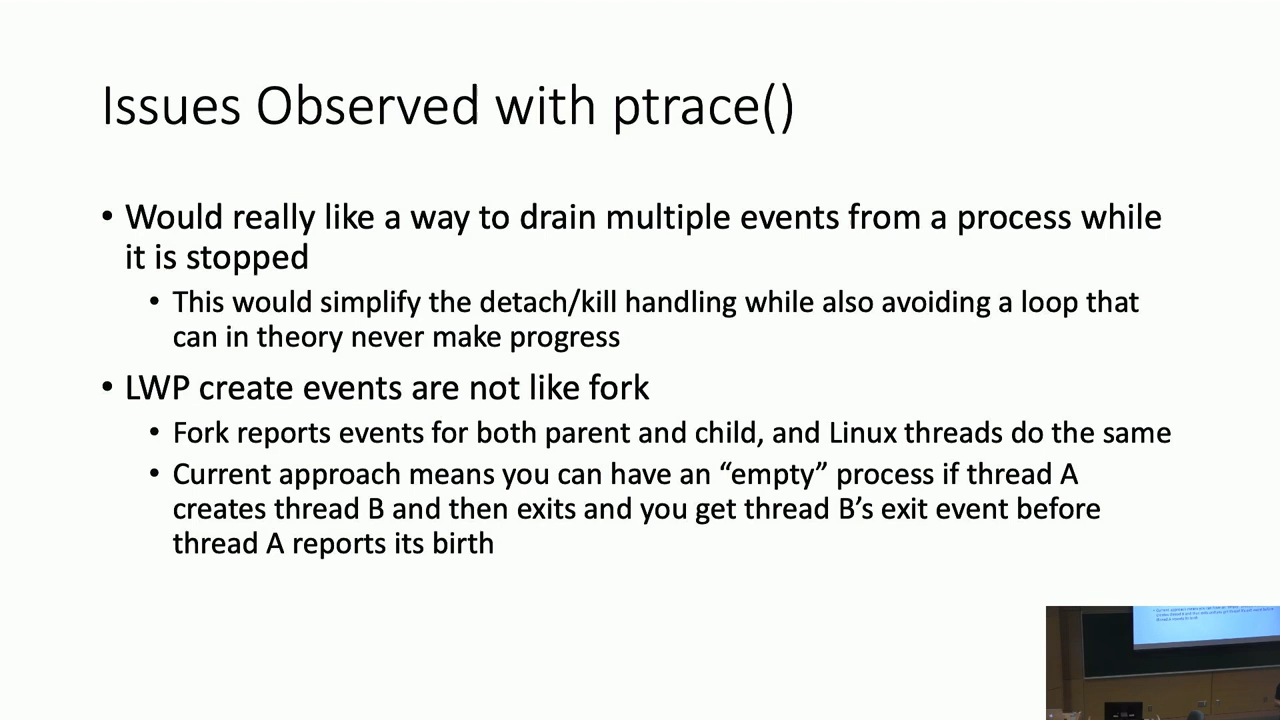 Issues Observed with ptrace()
• Would really like a way to drain multiple events from a process while
it is stopped
• This would simplify the detach/kill handling while also avoiding a loop that
can in theory never make progress
• LWP create events are not like fork
• Fork reports events for both parent and child, and Linux threads do the same
• Current approach means you can have an “empty” process if thread A
creates thread B and then exits and you get thread B’s exit event before
thread A reports its birth